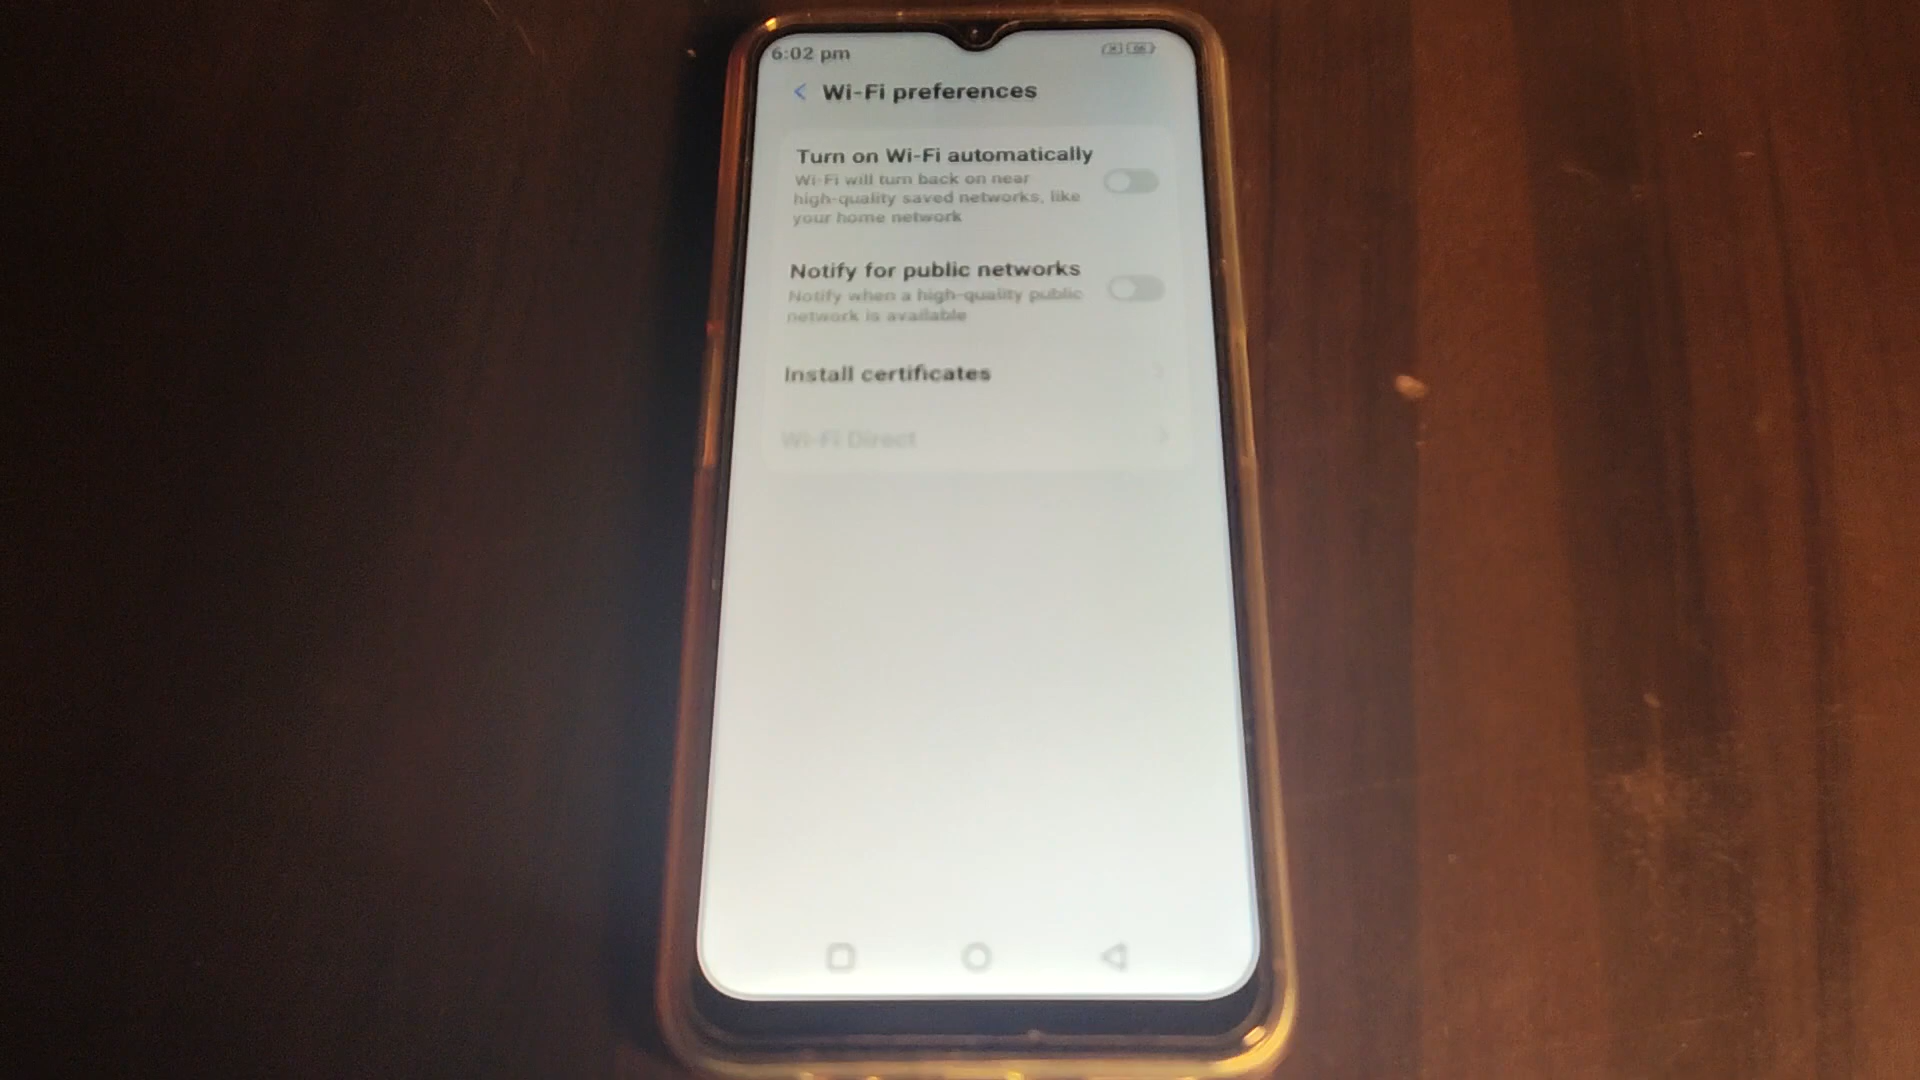 6:02 pm
Wi-Fi preferences
Turn on Wi-Fi automatically
Wi-Fi will turn back on near
high-quality saved networks, like
your home network
Notify for public networks
Notify when a high-quality public
network is available
Install certificates
Wi-Fi Direct